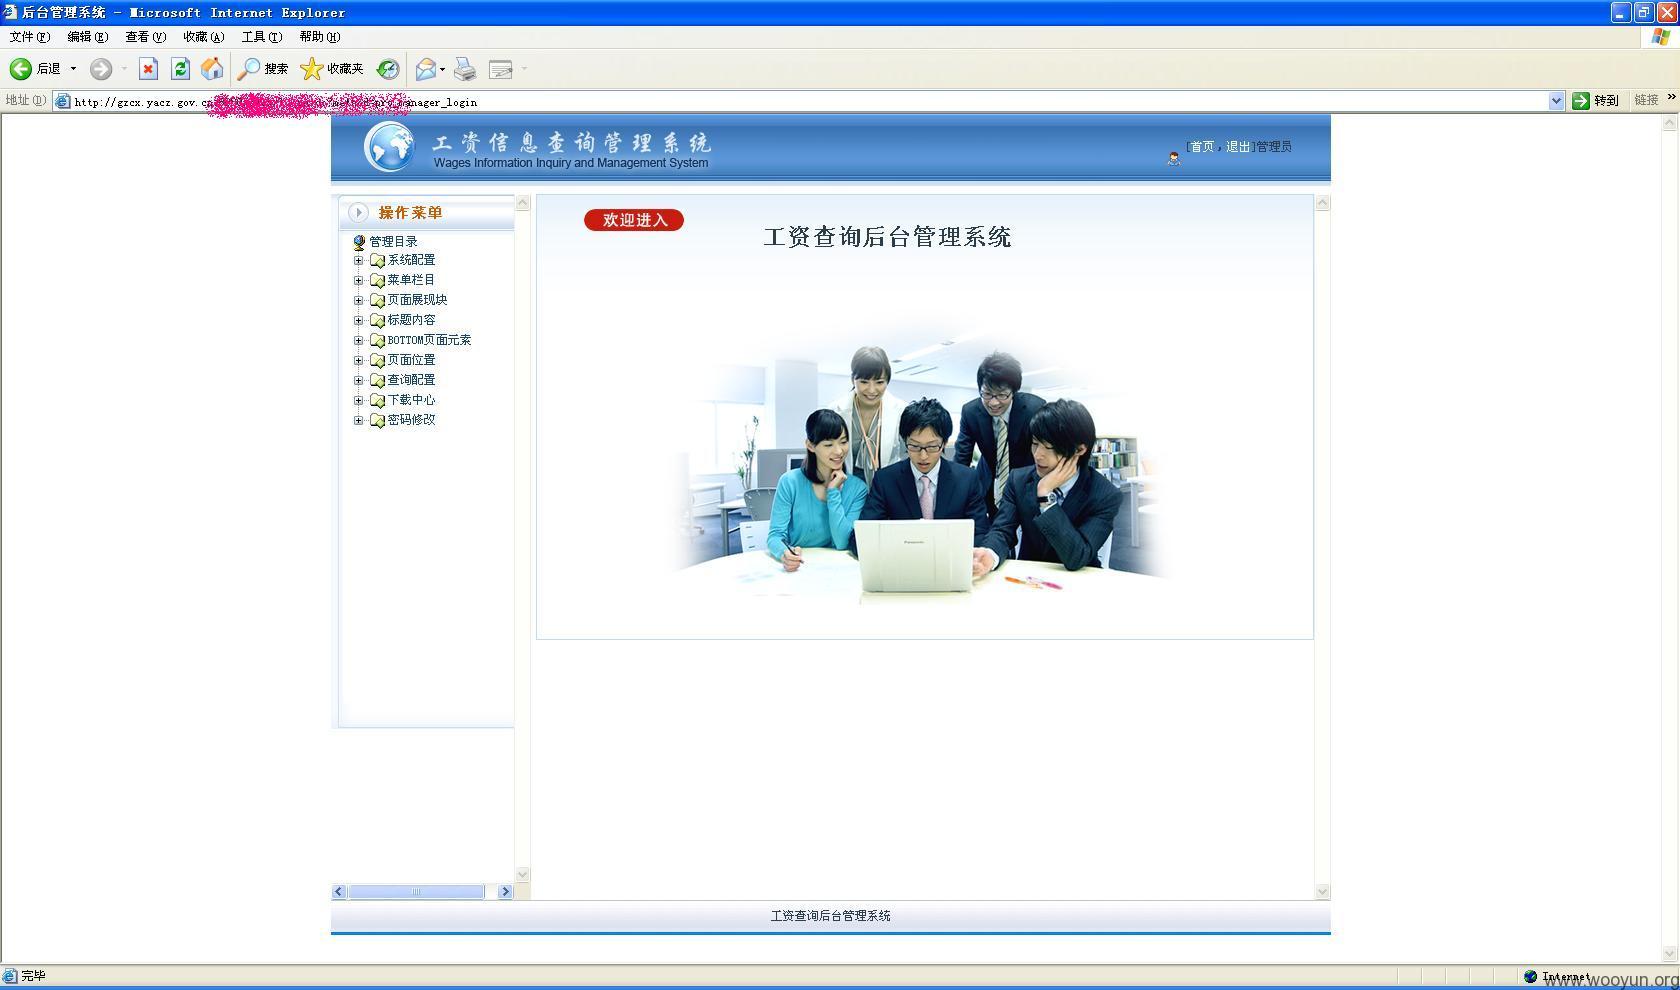 后台管理系统 - Microsoft Internet Explorer
文件(F) 编辑(E) 查看(V) 收藏(A) 工具(T) 帮助(H)
后退 搜索 收藏夹
地址(D) http://gzcx.yacz.gov.cn manager_login 转到 链接 »
工资信息查询管理系统
Wages Information Inquiry and Management System
[首页,退出]管理员
操作菜单
管理目录
系统配置
菜单栏目
页面展现块
标题内容
BOTTOM页面元素
页面位置
查询配置
下载中心
密码修改
欢迎进入
工资查询后台管理系统
Panasonic
工资查询后台管理系统
完毕
Internet
www.wooyun.org